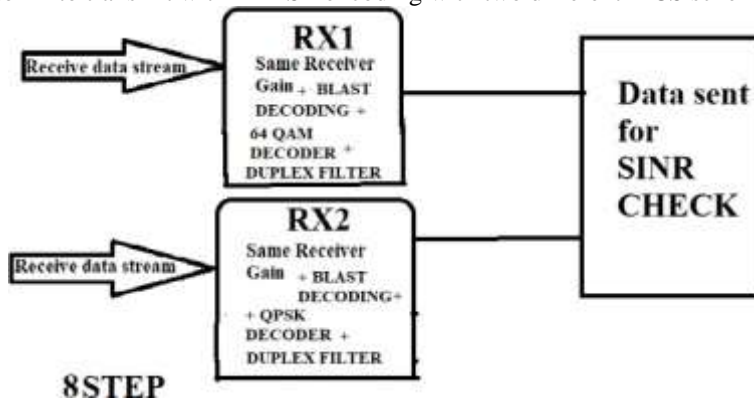 RX1
Receive data stream
Same Receiver
Gain + BLAST
DECODING +
64 QAM
DECODER +
DUPLEX FILTER
Data sent
for
SINR
CHECK
RX2
Receive data stream
Same Receiver
Gain + BLAST
DECODING+
+ QPSK
DECODER +
DUPLEX FILTER
8STEP